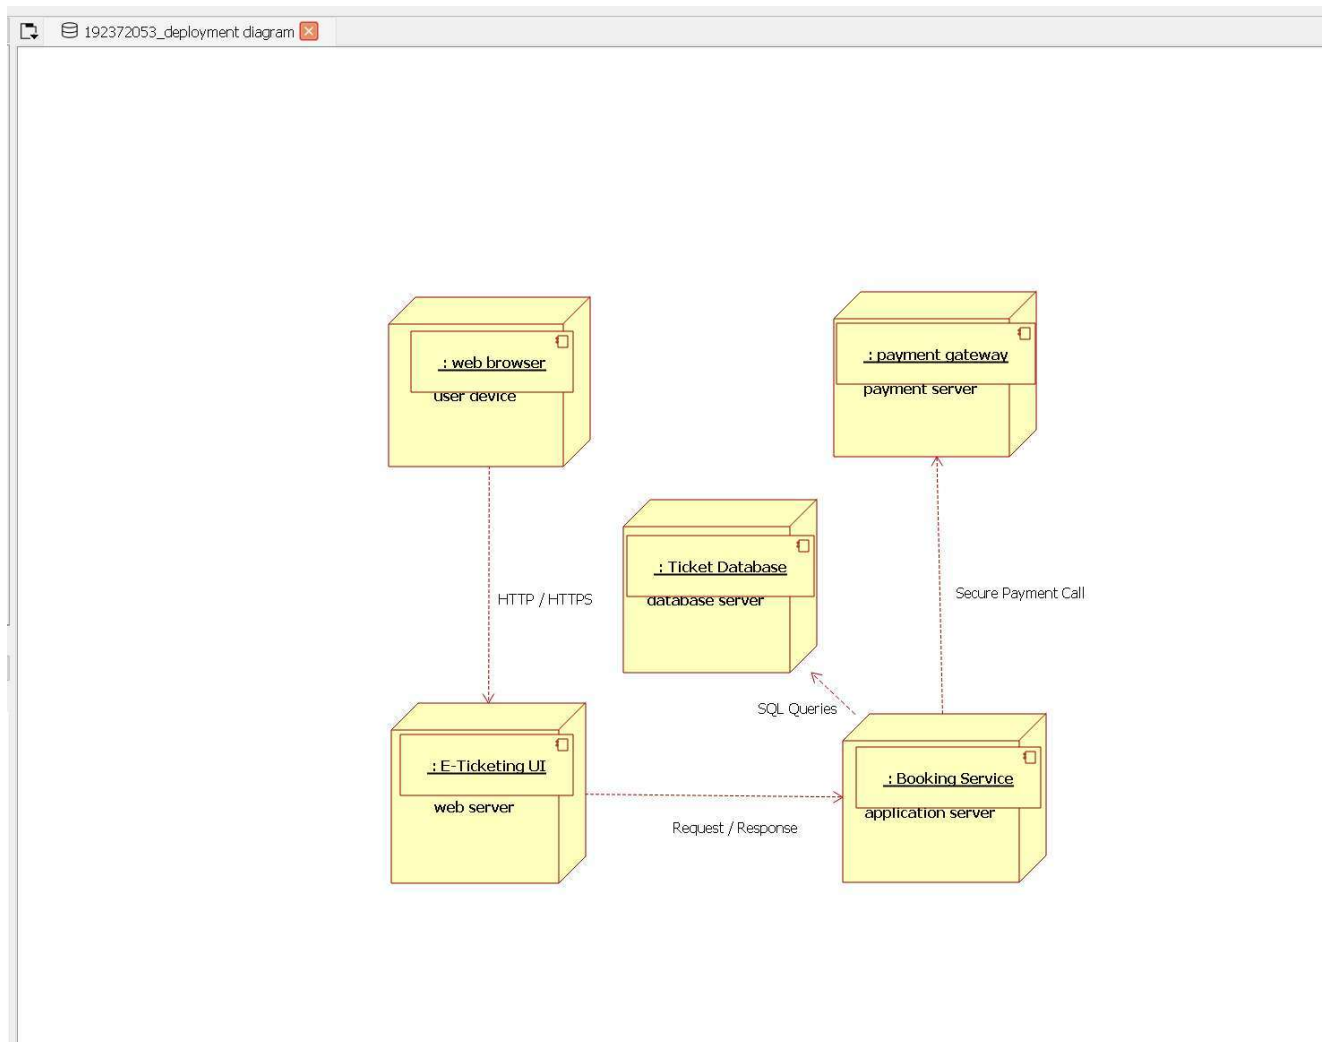 192372053_deployment diagram
: web browser
user device
: payment gateway
payment server
: Ticket Database
database server
HTTP / HTTPS
Secure Payment Call
SQL Queries
: E-Ticketing UI
web server
: Booking Service
application server
Request / Response